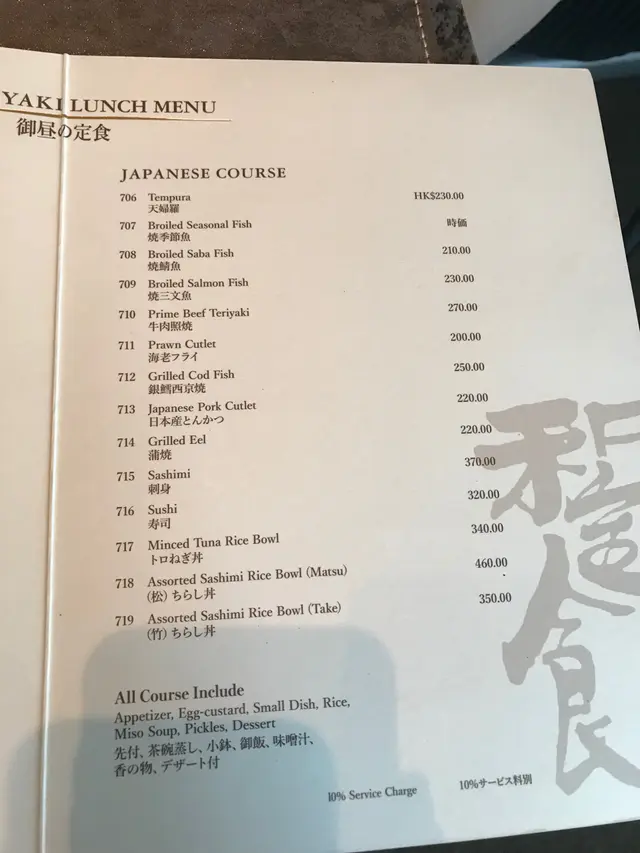 YAKI LUNCH MENU
御昼の定食
JAPANESE COURSE
706 Tempura HK$230.00
天婦羅
707 Broiled Seasonal Fish 時価
焼季節魚
708 Broiled Saba Fish 210.00
焼鯖魚
709 Broiled Salmon Fish 230.00
焼三文魚
710 Prime Beef Teriyaki 270.00
牛肉照焼
711 Prawn Cutlet 200.00
海老フライ
712 Grilled Cod Fish 250.00
銀鱈西京焼
713 Japanese Pork Cutlet 220.00
日本産とんかつ
714 Grilled Eel 220.00
蒲焼
715 Sashimi 370.00
刺身
716 Sushi 320.00
寿司
717 Minced Tuna Rice Bowl 340.00
トロねぎ丼
718 Assorted Sashimi Rice Bowl (Matsu) 460.00
(松) ちらし丼
719 Assorted Sashimi Rice Bowl (Take) 350.00
(竹) ちらし丼
和定食
All Course Include
Appetizer, Egg-custard, Small Dish, Rice,
Miso Soup, Pickles, Dessert
先付、茶碗蒸し、小鉢、御飯、味噌汁、
香の物、デザート付
10% Service Charge 10%サービス料別